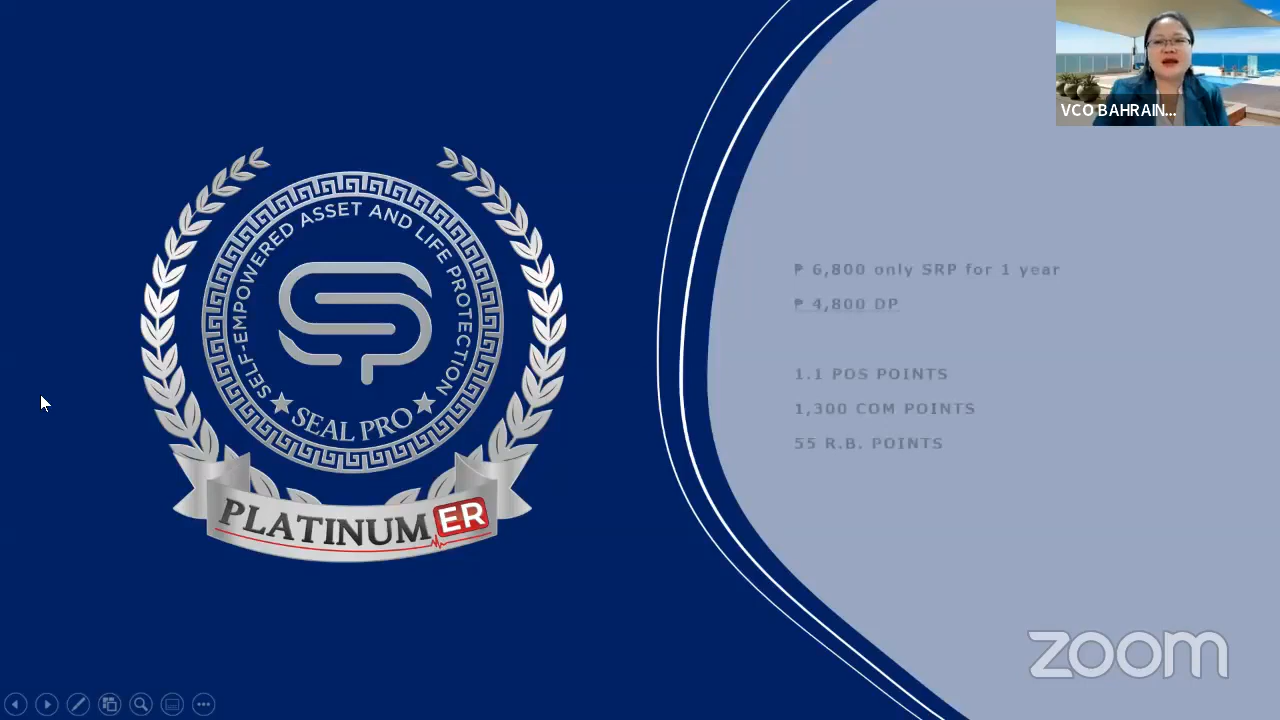 SELF-EMPOWERED ASSET AND LIFE PROTECTION
SEAL PRO
PLATINUM ER
₱ 6,800 only SRP for 1 year
₱ 4,800 DP
1.1 POS POINTS
1,300 COM POINTS
55 R.B. POINTS
VCO BAHRAIN...
zoom